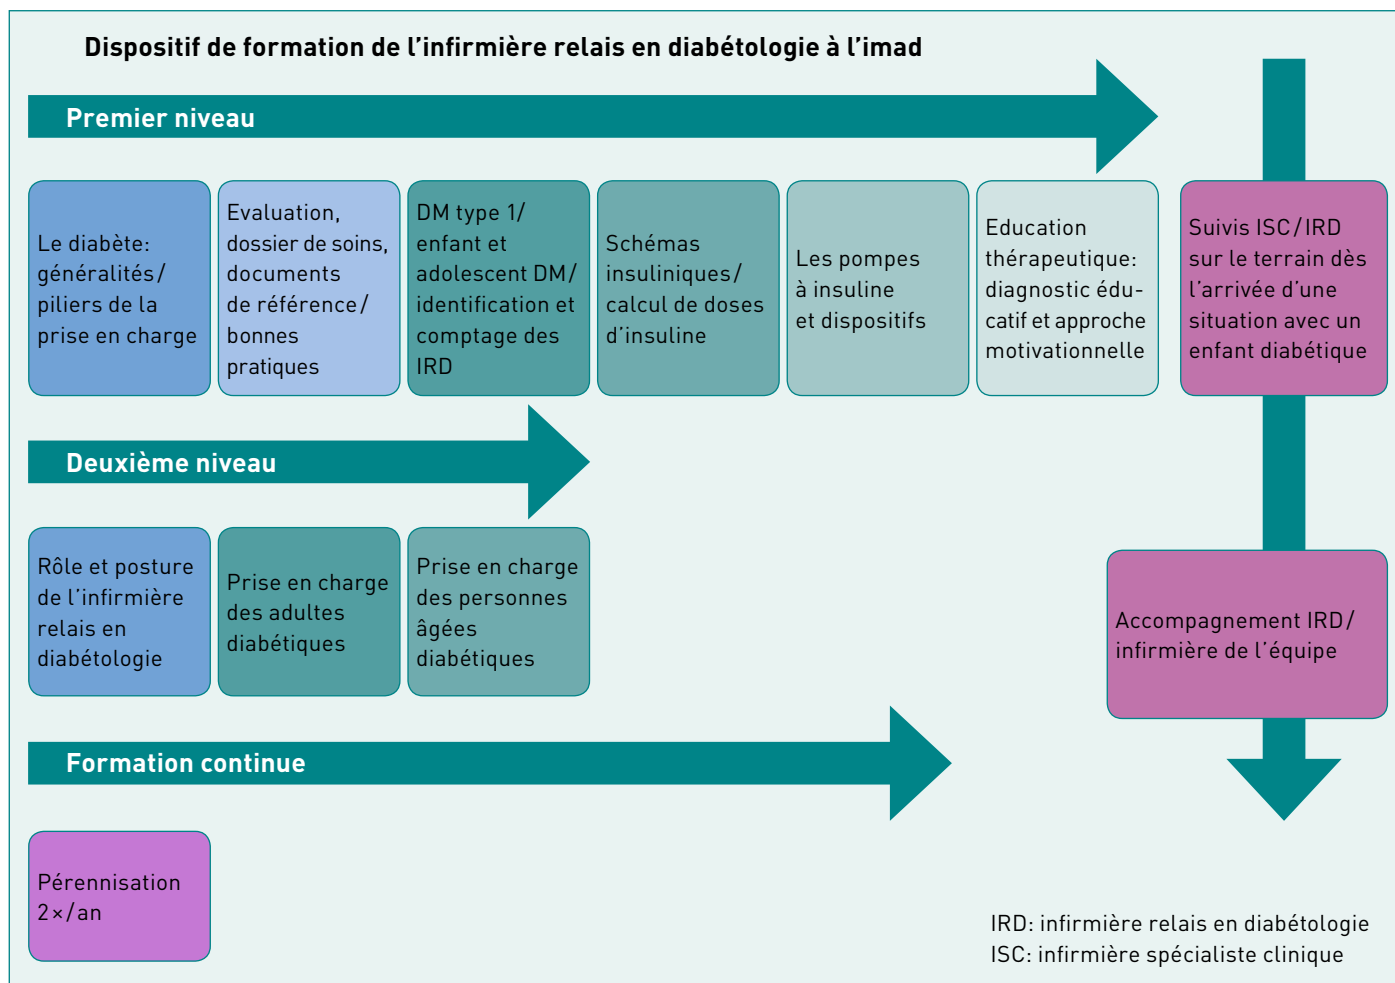 Dispositif de formation de l’infirmière relais en diabétologie à l’imad
Premier niveau
Le diabète:
généralités/
piliers de la
prise en charge
Evaluation,
dossier de soins,
documents
de référence/
bonnes
pratiques
DM type 1/
enfant et
adolescent DM/
identification et
comptage des
IRD
Schémas
insuliniques/
calcul de doses
d’insuline
Les pompes
à insuline
et dispositifs
Education
thérapeutique:
diagnostic édu-
catif et approche
motivationnelle
Suivis ISC/IRD
sur le terrain dès
l’arrivée d’une
situation avec un
enfant diabétique
Deuxième niveau
Rôle et posture
de l’infirmière
relais en
diabétologie
Prise en charge
des adultes
diabétiques
Prise en charge
des personnes
âgées
diabétiques
Accompagnement IRD/
infirmière de l’équipe
Formation continue
Pérennisation
2×/an
IRD: infirmière relais en diabétologie
ISC: infirmière spécialiste clinique